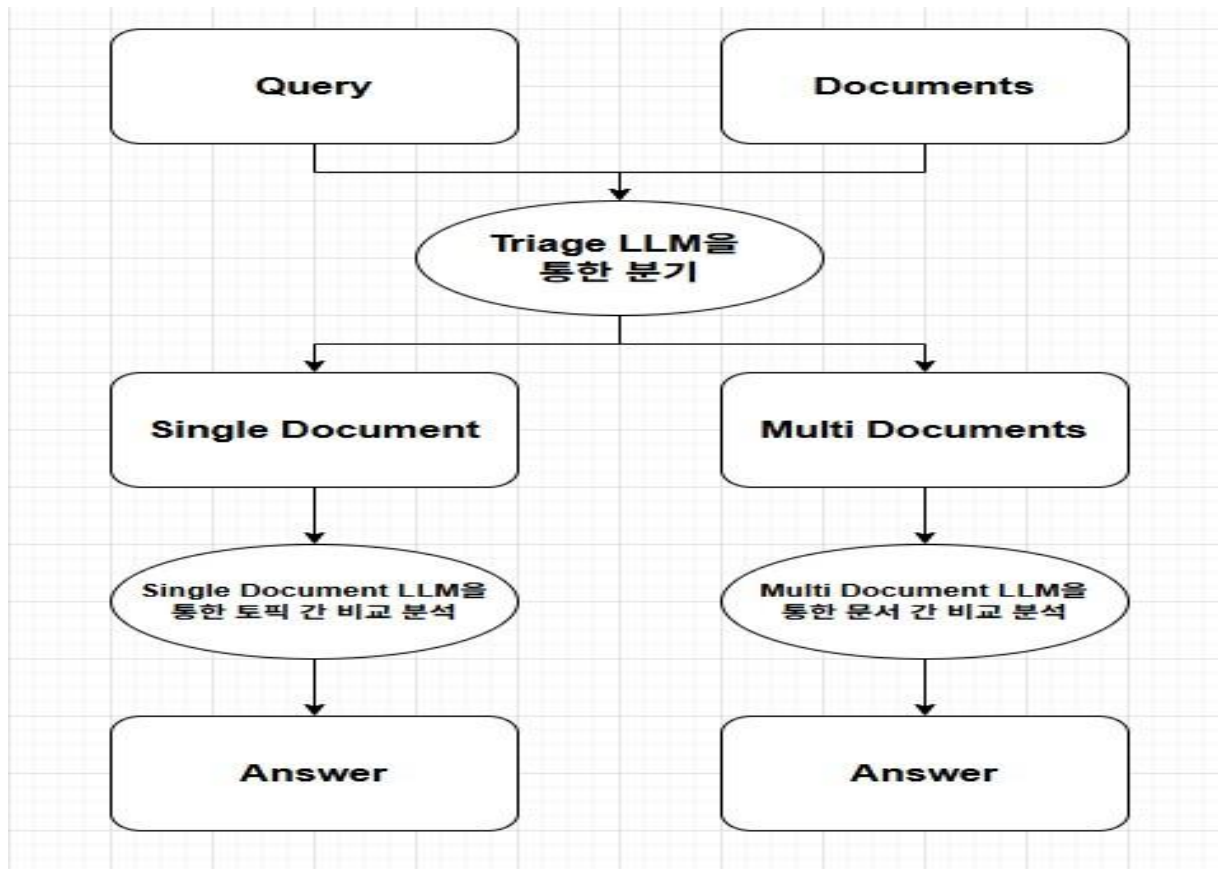 Query
Documents
Triage LLM을
통한 분기
Single Document
Multi Documents
Single Document LLM을
통한 토픽 간 비교 분석
Multi Document LLM을
통한 문서 간 비교 분석
Answer
Answer